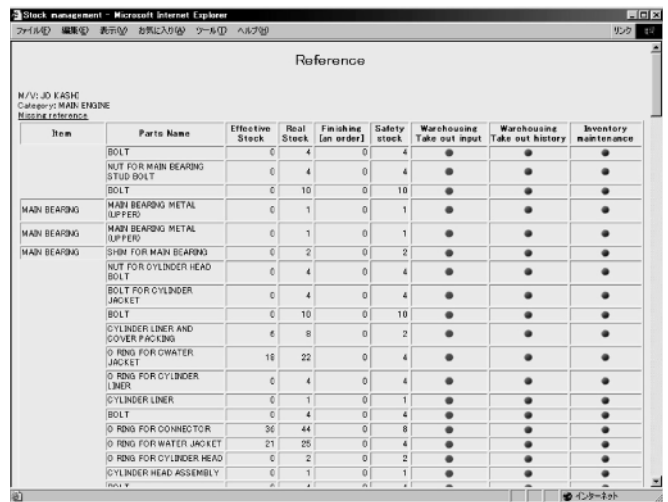 Stock management - Microsoft Internet Explorer
ファイル(F) 編集(E) 表示(V) お気に入り(A) ツール(T) ヘルプ(H) リンク
Reference
M/V: JO KASHI
Category: MAIN ENGINE
Missing reference
Item Parts Name Effective Stock Real Stock Finishing [an order] Safety stock Warehousing Take out input Warehousing Take out history Inventory maintenance
BOLT 0 4 0 4
NUT FOR MAIN BEARING STUD BOLT 0 4 0 4
BOLT 0 10 0 10
MAIN BEARING MAIN BEARING METAL (UPPER) 0 1 0 1
MAIN BEARING MAIN BEARING METAL (UPPER) 0 1 0 1
MAIN BEARING SHIM FOR MAIN BEARING 0 2 0 2
NUT FOR CYLINDER HEAD BOLT 0 4 0 4
BOLT FOR CYLINDER JACKET 0 4 0 4
BOLT 0 10 0 10
CYLINDER LINER AND COVER PACKING 6 8 0 2
O RING FOR CWATER JACKET 18 22 0 4
O RING FOR CYLINDER LINER 0 4 0 4
CYLINDER LINER 0 1 0 1
BOLT 0 4 0 4
O RING FOR CONNECTOR 36 44 0 8
O RING FOR WATER JACKET 21 25 0 4
O RING FOR CYLINDER HEAD 0 2 0 2
CYLINDER HEAD ASSEMBLY 0 1 0 1
インターネット